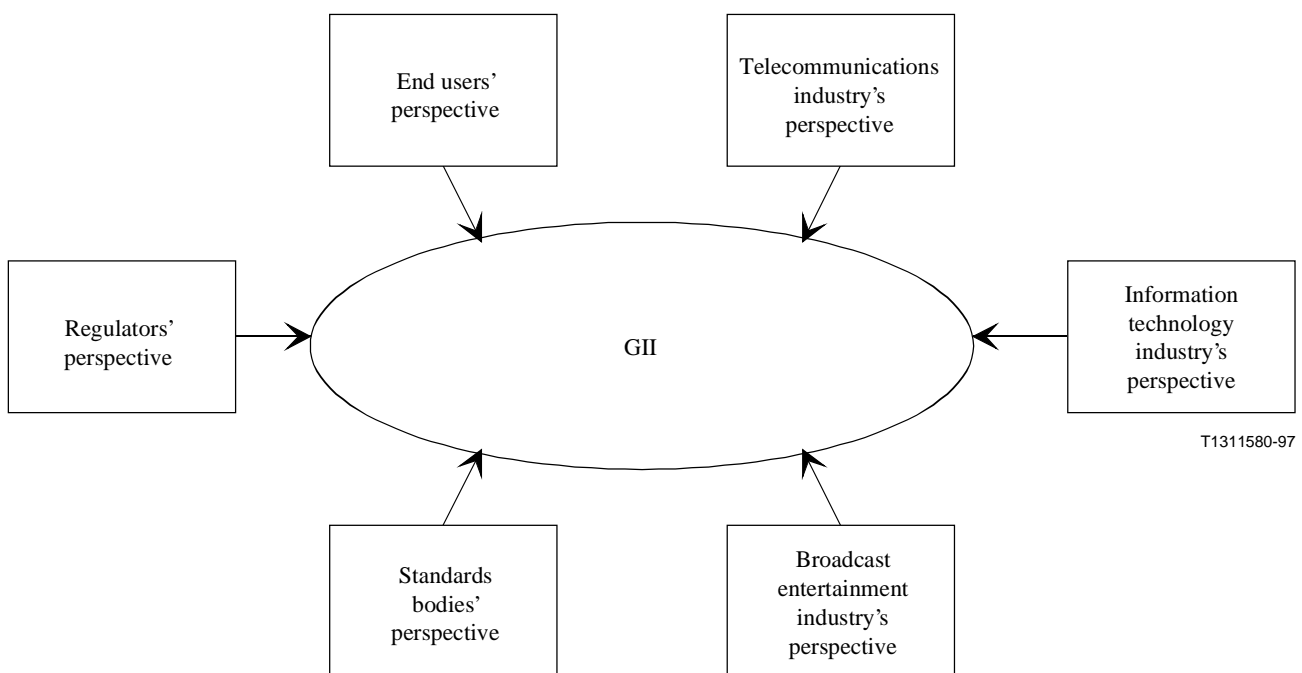 End users’
perspective
Telecommunications
industry’s
perspective
Regulators’
perspective
GII
Information
technology
industry’s
perspective
T1311580-97
Standards
bodies’
perspective
Broadcast
entertainment
industry’s
perspective